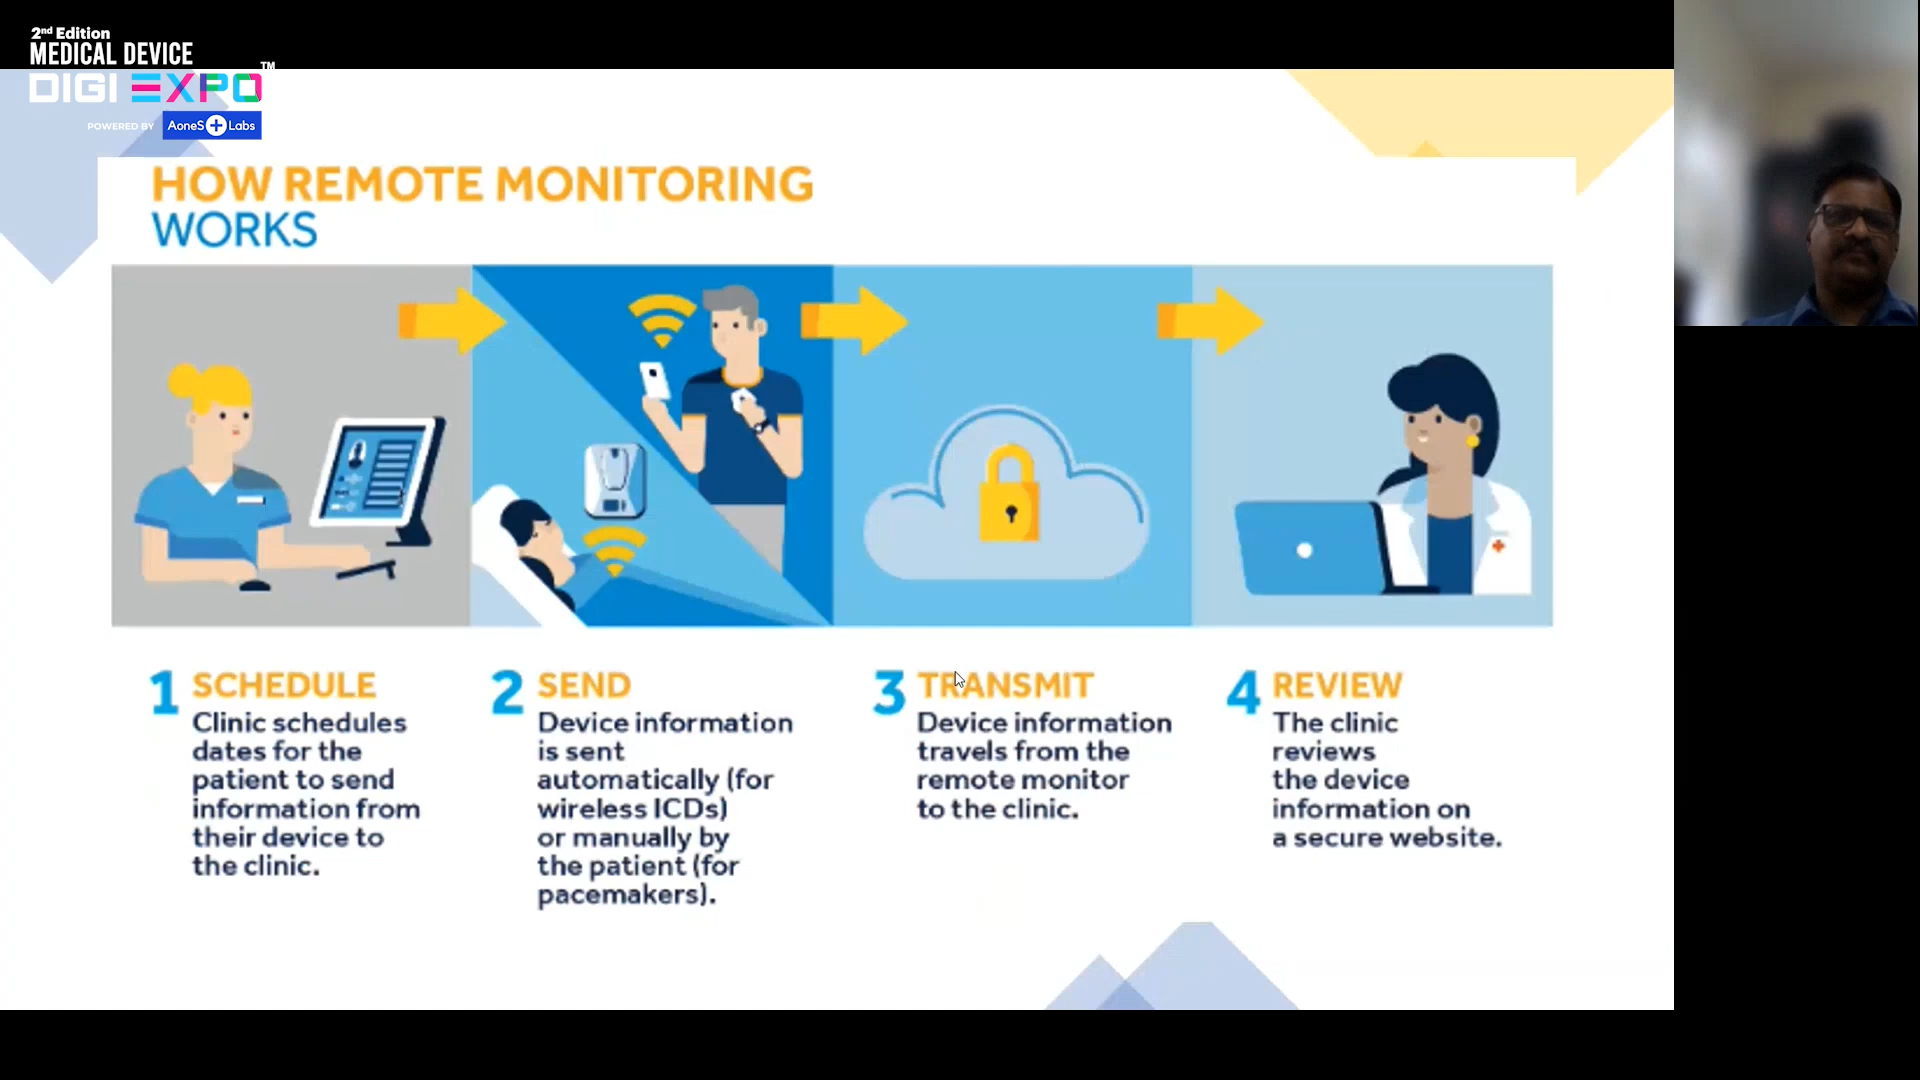 2nd Edition
MEDICAL DEVICE
DIGI EXPO™
POWERED BY AoneS+Labs
HOW REMOTE MONITORING
WORKS
1 SCHEDULE
Clinic schedules
dates for the
patient to send
information from
their device to
the clinic.
2 SEND
Device information
is sent
automatically (for
wireless ICDs)
or manually by
the patient (for
pacemakers).
3 TRANSMIT
Device information
travels from the
remote monitor
to the clinic.
4 REVIEW
The clinic
reviews
the device
information on
a secure website.